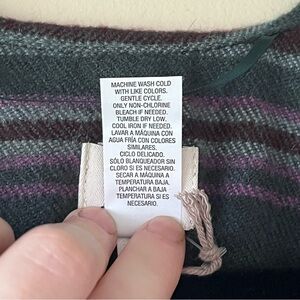 MACHINE WASH COLD
WITH LIKE COLORS.
GENTLE CYCLE.
ONLY NON-CHLORINE
BLEACH IF NEEDED.
TUMBLE DRY LOW.
COOL IRON IF NEEDED.
LAVAR A MÁQUINA CON
AGUA FRÍA CON COLORES
SIMILARES.
CICLO DELICADO.
SÓLO BLANQUEADOR SIN
CLORO SI ES NECESARIO.
SECAR A MÁQUINA A
TEMPERATURA BAJA.
PLANCHAR A BAJA
TEMPERATURA SI ES
NECESARIO.